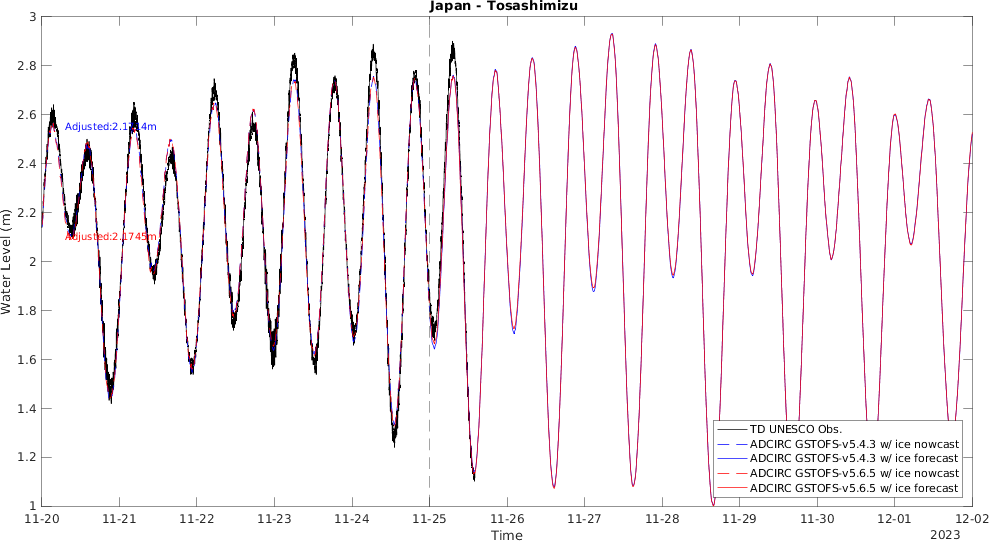 Japan - Tosashimizu
3
2.8
2.6
2.4
2.2
2
1.8
1.6
1.4
1.2
1
Water Level (m)
Adjusted:2.1745m
TD UNESCO Obs.
ADCIRC GSTOFS-v5.4.3 w/ ice nowcast
ADCIRC GSTOFS-v5.4.3 w/ ice forecast
ADCIRC GSTOFS-v5.6.5 w/ ice nowcast
ADCIRC GSTOFS-v5.6.5 w/ ice forecast
11-20 11-21 11-22 11-23 11-24 11-25 11-26 11-27 11-28 11-29 11-30 12-01 12-02
Time
2023